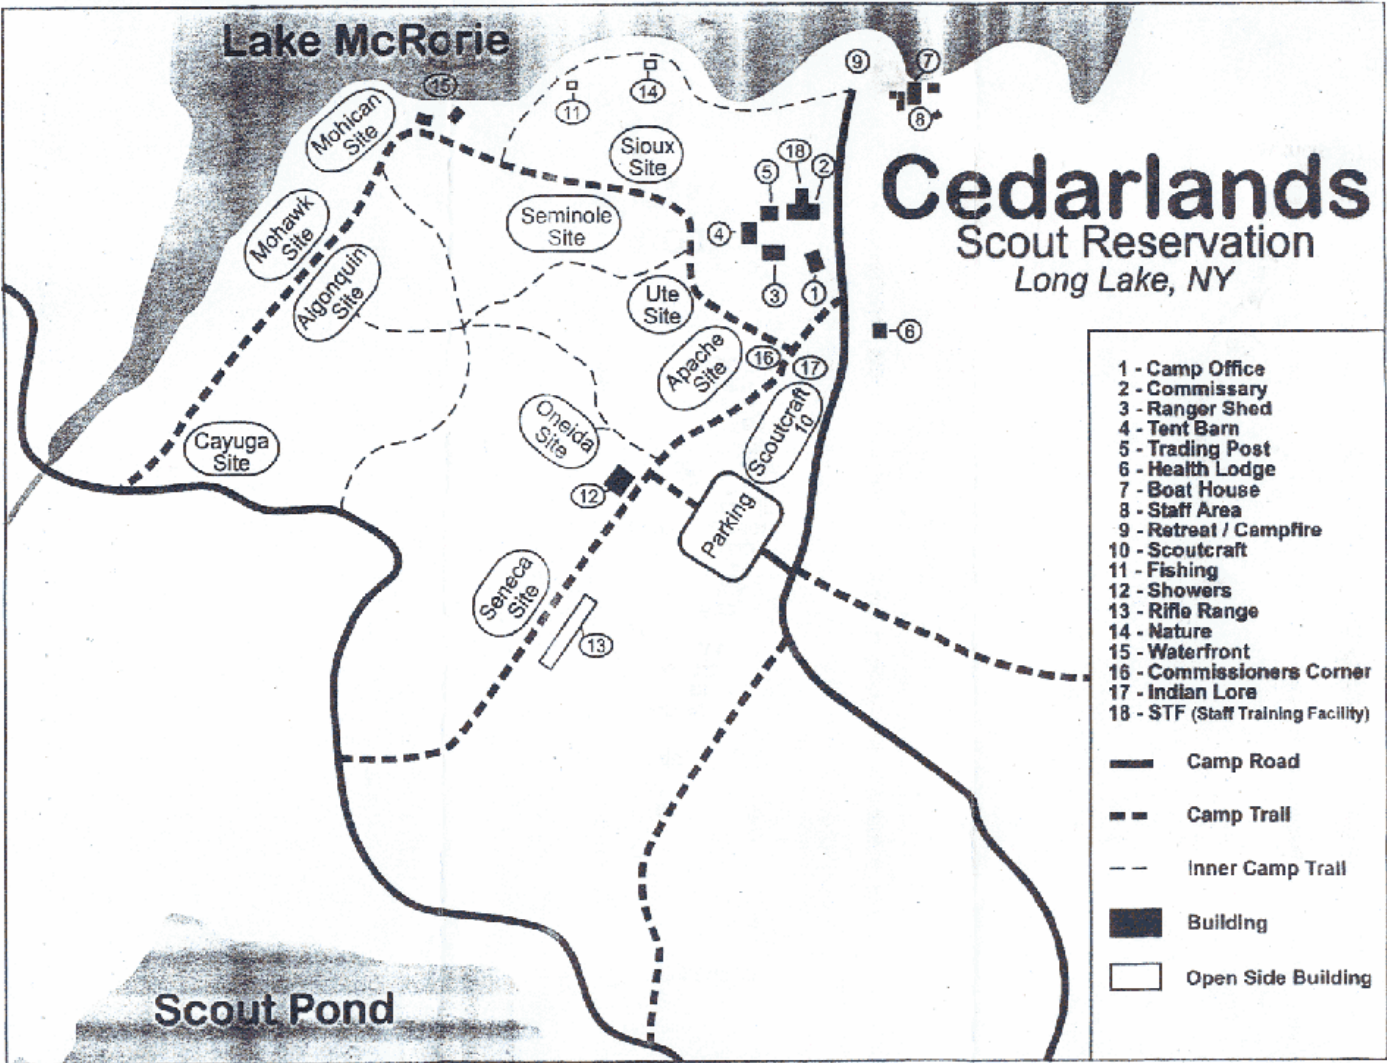 Lake McRorie
15
14
11
9
7
8
Mohican
Site
Sioux
Site
18
5
2
Cedarlands
Scout Reservation
Long Lake, NY
Mohawk
Site
Seminole
Site
4
3
1
6
Algonquin
Site
Ute
Site
Apache
Site
16
17
Scoutcraft
10
Oneida
Site
Cayuga
Site
12
Parking
Seneca
Site
13
1 - Camp Office
2 - Commissary
3 - Ranger Shed
4 - Tent Barn
5 - Trading Post
6 - Health Lodge
7 - Boat House
8 - Staff Area
9 - Retreat / Campfire
10 - Scoutcraft
11 - Fishing
12 - Showers
13 - Rifle Range
14 - Nature
15 - Waterfront
16 - Commissioners Corner
17 - Indian Lore
18 - STF (Staff Training Facility)
Camp Road
Camp Trail
Inner Camp Trail
Building
Open Side Building
Scout Pond